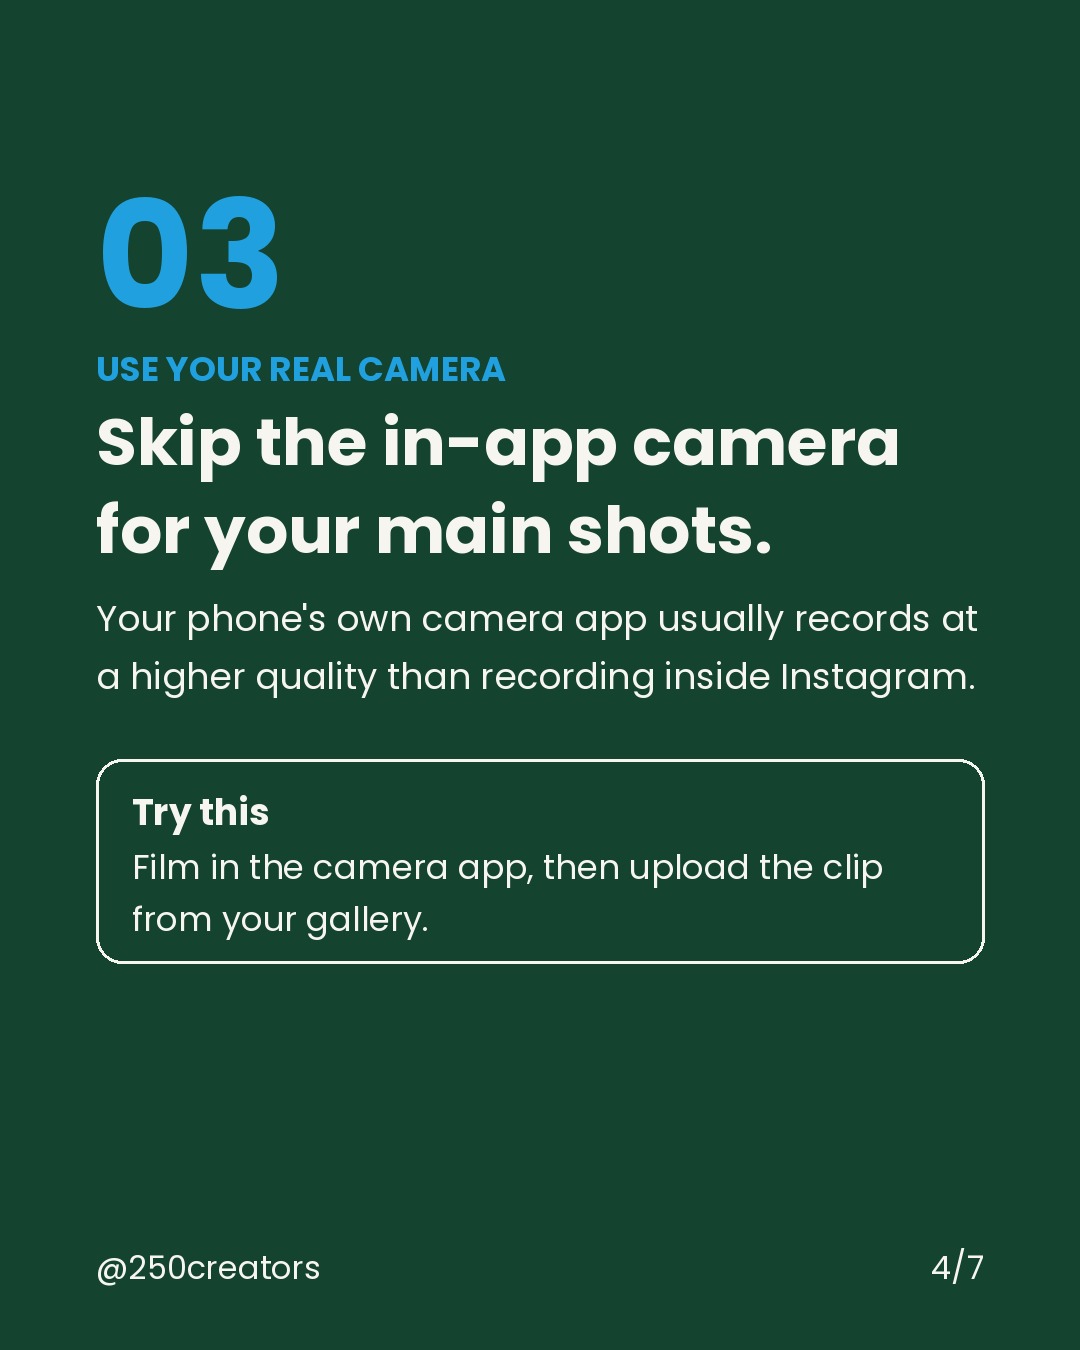 03
USE YOUR REAL CAMERA
Skip the in-app camera
for your main shots.
Your phone's own camera app usually records at
a higher quality than recording inside Instagram.
Try this
Film in the camera app, then upload the clip
from your gallery.
@250creators
4/7